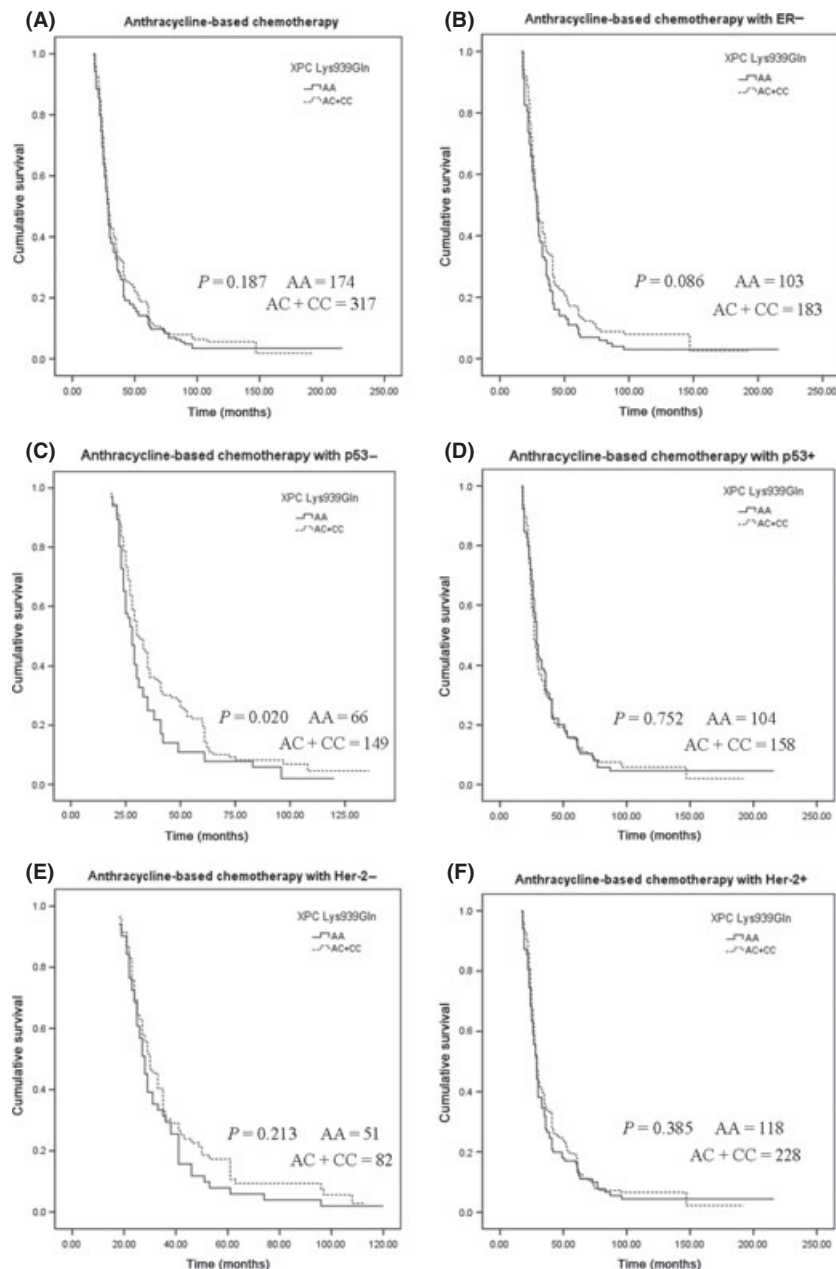 (A)
Anthracycline-based chemotherapy
XPC Lys939Gln
AA
AC+CC
1.0
0.8
0.6
0.4
0.2
0.0
Cumulative survival
P = 0.187 AA = 174
AC + CC = 317
0.00 50.00 100.00 150.00 200.00 250.00
Time (months)
(B)
Anthracycline-based chemotherapy with ER−
XPC Lys939Gln
AA
AC+CC
1.0
0.8
0.6
0.4
0.2
0.0
Cumulative survival
P = 0.086 AA = 103
AC + CC = 183
0.00 50.00 100.00 150.00 200.00 250.00
Time (months)
(C)
Anthracycline-based chemotherapy with p53−
XPC Lys939Gln
AA
AC+CC
1.0
0.8
0.6
0.4
0.2
0.0
Cumulative survival
P = 0.020 AA = 66
AC + CC = 149
0.00 25.00 50.00 75.00 100.00 125.00
Time (months)
(D)
Anthracycline-based chemotherapy with p53+
XPC Lys939Gln
AA
AC+CC
1.0
0.8
0.6
0.4
0.2
0.0
Cumulative survival
P = 0.752 AA = 104
AC + CC = 158
0.00 50.00 100.00 150.00 200.00 250.00
Time (months)
(E)
Anthracycline-based chemotherapy with Her-2−
XPC Lys939Gln
AA
AC+CC
1.0
0.8
0.6
0.4
0.2
0.0
Cumulative survival
P = 0.213 AA = 51
AC + CC = 82
0.00 20.00 40.00 60.00 80.00 100.00 120.00
Time (months)
(F)
Anthracycline-based chemotherapy with Her-2+
XPC Lys939Gln
AA
AC+CC
1.0
0.8
0.6
0.4
0.2
0.0
Cumulative survival
P = 0.385 AA = 118
AC + CC = 228
0.00 50.00 100.00 150.00 200.00 250.00
Time (months)